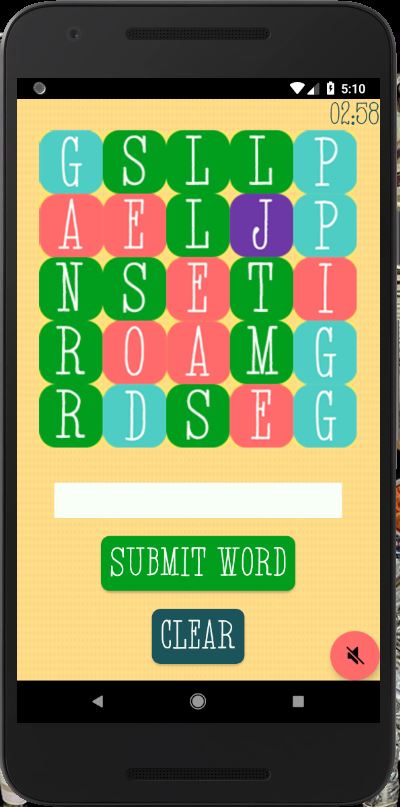 5:10
02:58
G S L L P
A E L J P
N S E T I
R O A M G
R D S E G
SUBMIT WORD
CLEAR